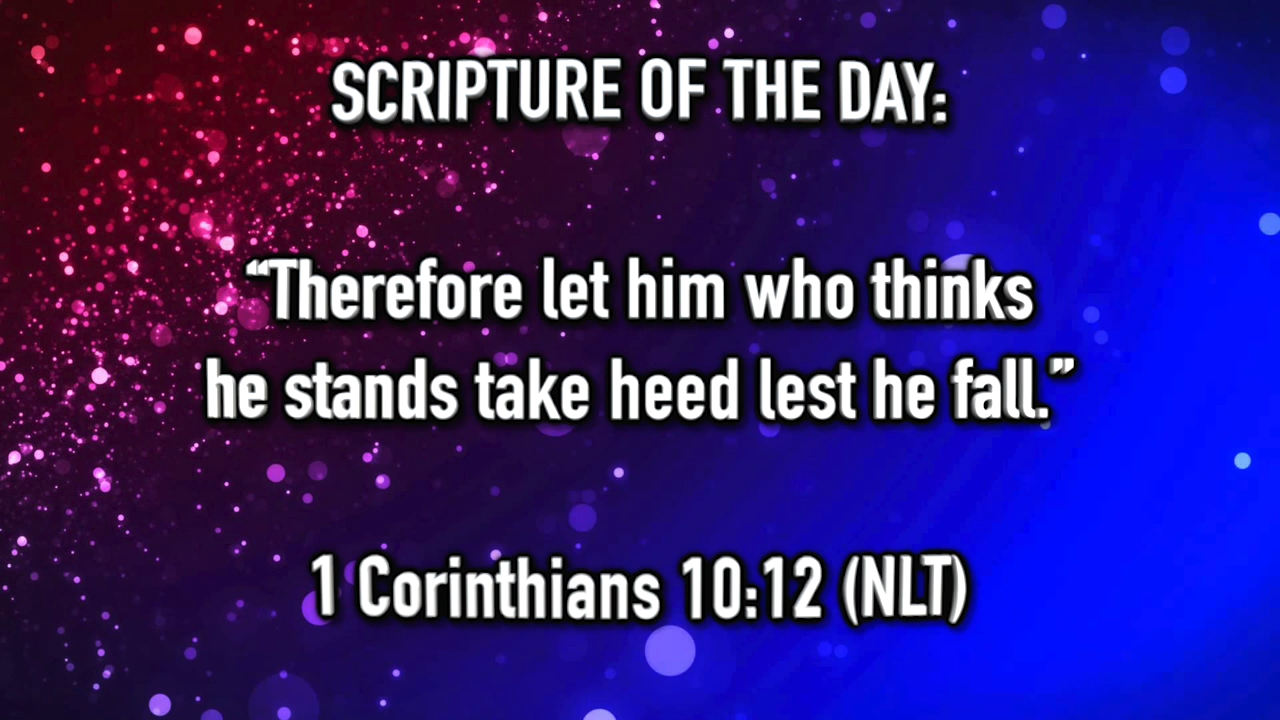 SCRIPTURE OF THE DAY:
“Therefore let him who thinks
he stands take heed lest he fall.”
1 Corinthians 10:12 (NLT)